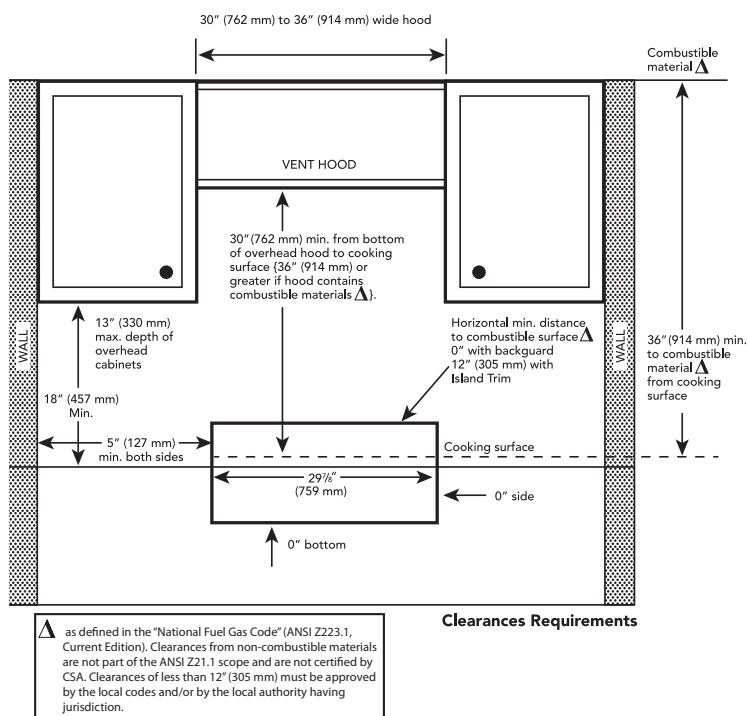 30" (762 mm) to 36" (914 mm) wide hood
Combustible
material Δ
VENT HOOD
30" (762 mm) min. from bottom
of overhead hood to cooking
surface {36" (914 mm) or
greater if hood contains
combustible materials Δ}.
WALL
13" (330 mm)
max. depth of
overhead
cabinets
18" (457 mm)
Min.
5" (127 mm)
min. both sides
Horizontal min. distance
to combustible surface Δ
0" with backguard
12" (305 mm) with
Island Trim
WALL
36" (914 mm) min.
to combustible
material Δ
from cooking
surface
Cooking surface
29⅞"
(759 mm)
0" side
0" bottom
Clearances Requirements
Δ as defined in the "National Fuel Gas Code" (ANSI Z223.1,
Current Edition). Clearances from non-combustible materials
are not part of the ANSI Z21.1 scope and are not certified by
CSA. Clearances of less than 12" (305 mm) must be approved
by the local codes and/or by the local authority having
jurisdiction.